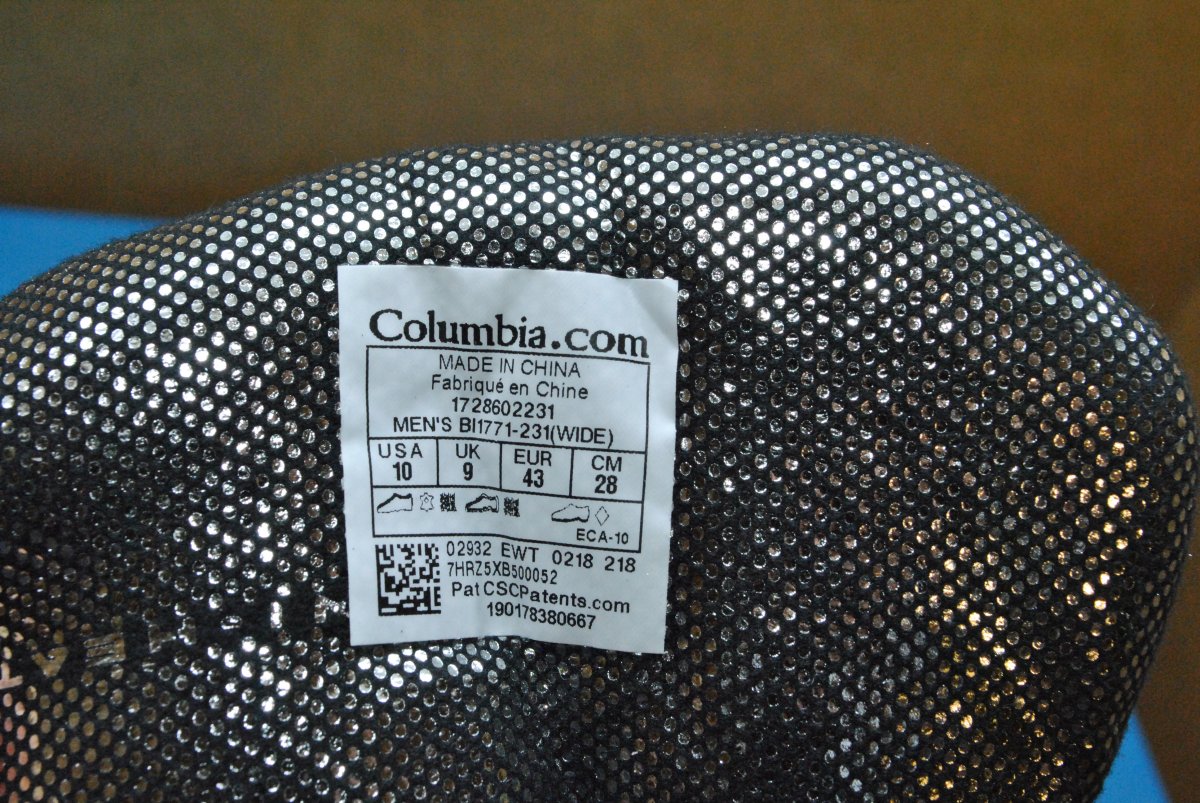 Columbia.com
MADE IN CHINA
Fabriqué en Chine
1728602231
MEN'S BI1771-231(WIDE)
USA UK EUR CM
10 9 43 28
ECA-10
02932 EWT 0218 218
7HRZ5XB500052
Pat CSCPatents.com
190178380667